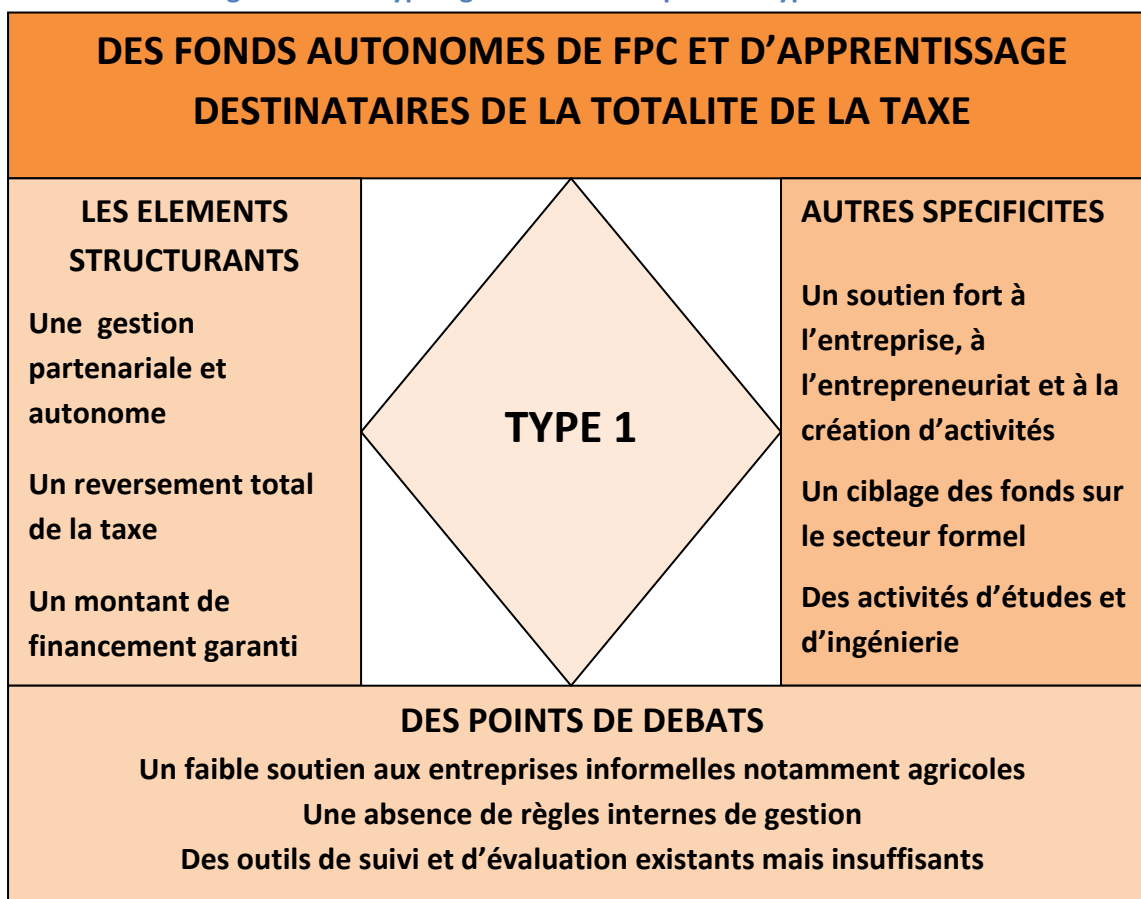 DES FONDS AUTONOMES DE FPC ET D’APPRENTISSAGE
DESTINATAIRES DE LA TOTALITE DE LA TAXE
LES ELEMENTS
STRUCTURANTS
Une gestion
partenariale et
autonome
Un reversement total
de la taxe
Un montant de
financement garanti
TYPE 1
AUTRES SPECIFICITES
Un soutien fort à
l’entreprise, à
l’entrepreneuriat et à la
création d’activités
Un ciblage des fonds sur
le secteur formel
Des activités d’études et
d’ingénierie
DES POINTS DE DEBATS
Un faible soutien aux entreprises informelles notamment agricoles
Une absence de règles internes de gestion
Des outils de suivi et d’évaluation existants mais insuffisants